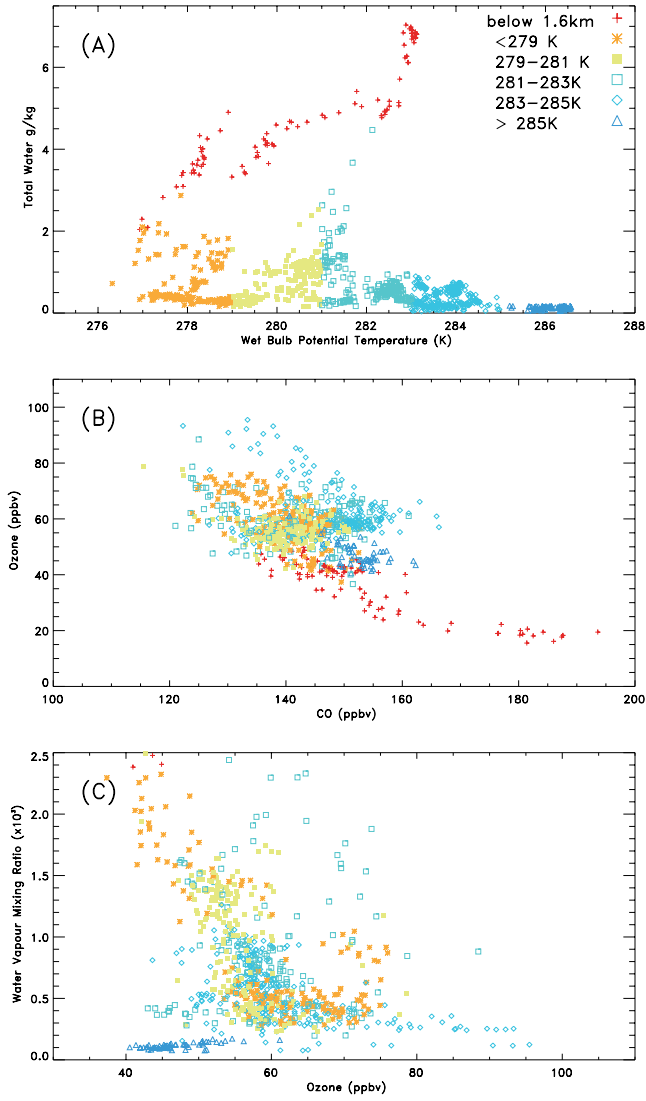 (A)
below 1.6km
<279 K
279-281 K
281-283K
283-285K
> 285K
Total Water g/kg
6
4
2
0
276 278 280 282 284 286 288
Wet Bulb Potential Temperature (K)
(B)
Ozone (ppbv)
100
80
60
40
20
0
100 120 140 160 180 200
CO (ppbv)
(C)
Water Vapour Mixing Ratio (x10³)
2.5
2.0
1.5
1.0
0.5
0.0
40 60 80 100
Ozone (ppbv)